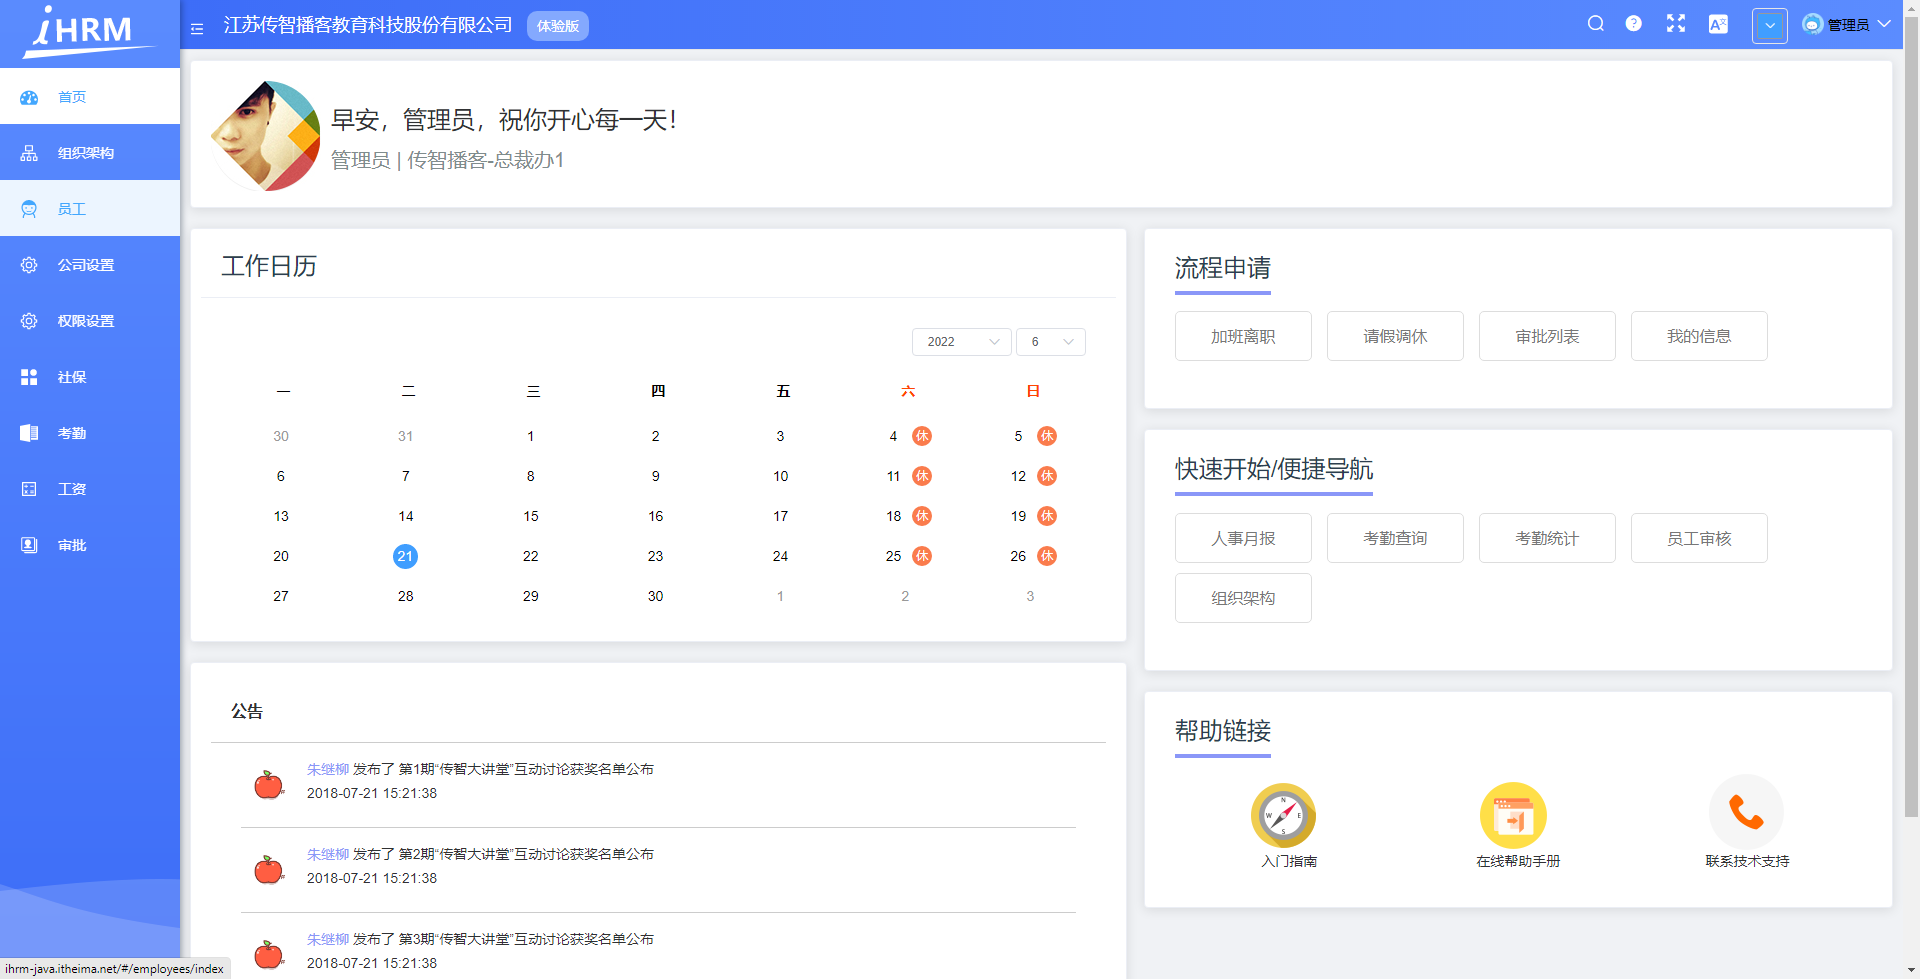 iHRM
江苏传智播客教育科技股份有限公司 体验版
管理员
首页
组织架构
员工
公司设置
权限设置
社保
考勤
工资
审批
早安，管理员，祝你开心每一天！
管理员 | 传智播客-总裁办1
工作日历
2022 6
一 二 三 四 五 六 日
30 31 1 2 3 4 休 5 休
6 7 8 9 10 11 休 12 休
13 14 15 16 17 18 休 19 休
20 21 22 23 24 25 休 26 休
27 28 29 30 1 2 3
公告
朱继柳 发布了 第1期“传智大讲堂”互动讨论获奖名单公布
2018-07-21 15:21:38
朱继柳 发布了 第2期“传智大讲堂”互动讨论获奖名单公布
2018-07-21 15:21:38
朱继柳 发布了 第3期“传智大讲堂”互动讨论获奖名单公布
2018-07-21 15:21:38
流程申请
加班离职 请假调休 审批列表 我的信息
快速开始/便捷导航
人事月报 考勤查询 考勤统计 员工审核
组织架构
帮助链接
N
W E
S
入门指南 在线帮助手册 联系技术支持
ihrm-java.itheima.net/#/employees/index